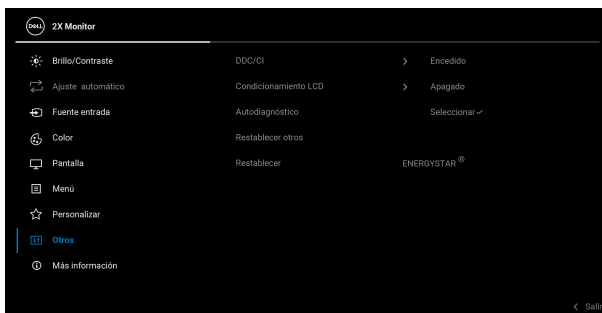 DELL 2X Monitor
Brillo/Contraste DDC/CI > Encedido
Ajuste automático Condicionamiento LCD > Apagado
Fuente entrada Autodiagnóstico Seleccionar ✓
Color Restablecer otros
Pantalla Restablecer ENERGYSTAR ®
Menú
Personalizar
Otros
Más información
< Salir